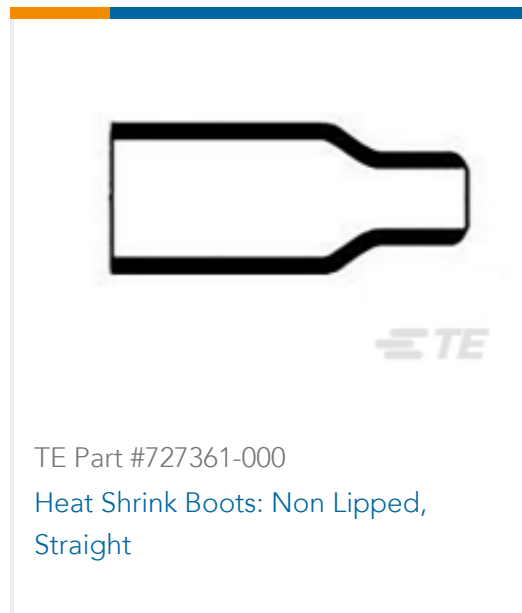 TE
TE Part #727361-000
Heat Shrink Boots: Non Lipped,
Straight